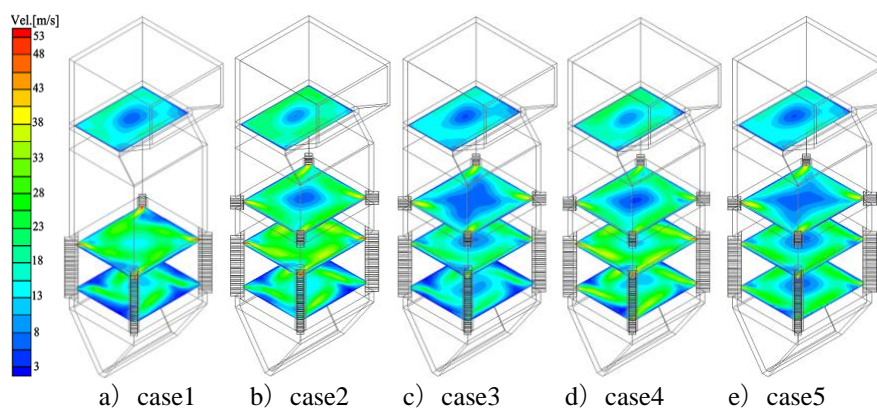 Vel.[m/s]
53
48
43
38
33
28
23
18
13
8
3
a) case1
b) case2
c) case3
d) case4
e) case5